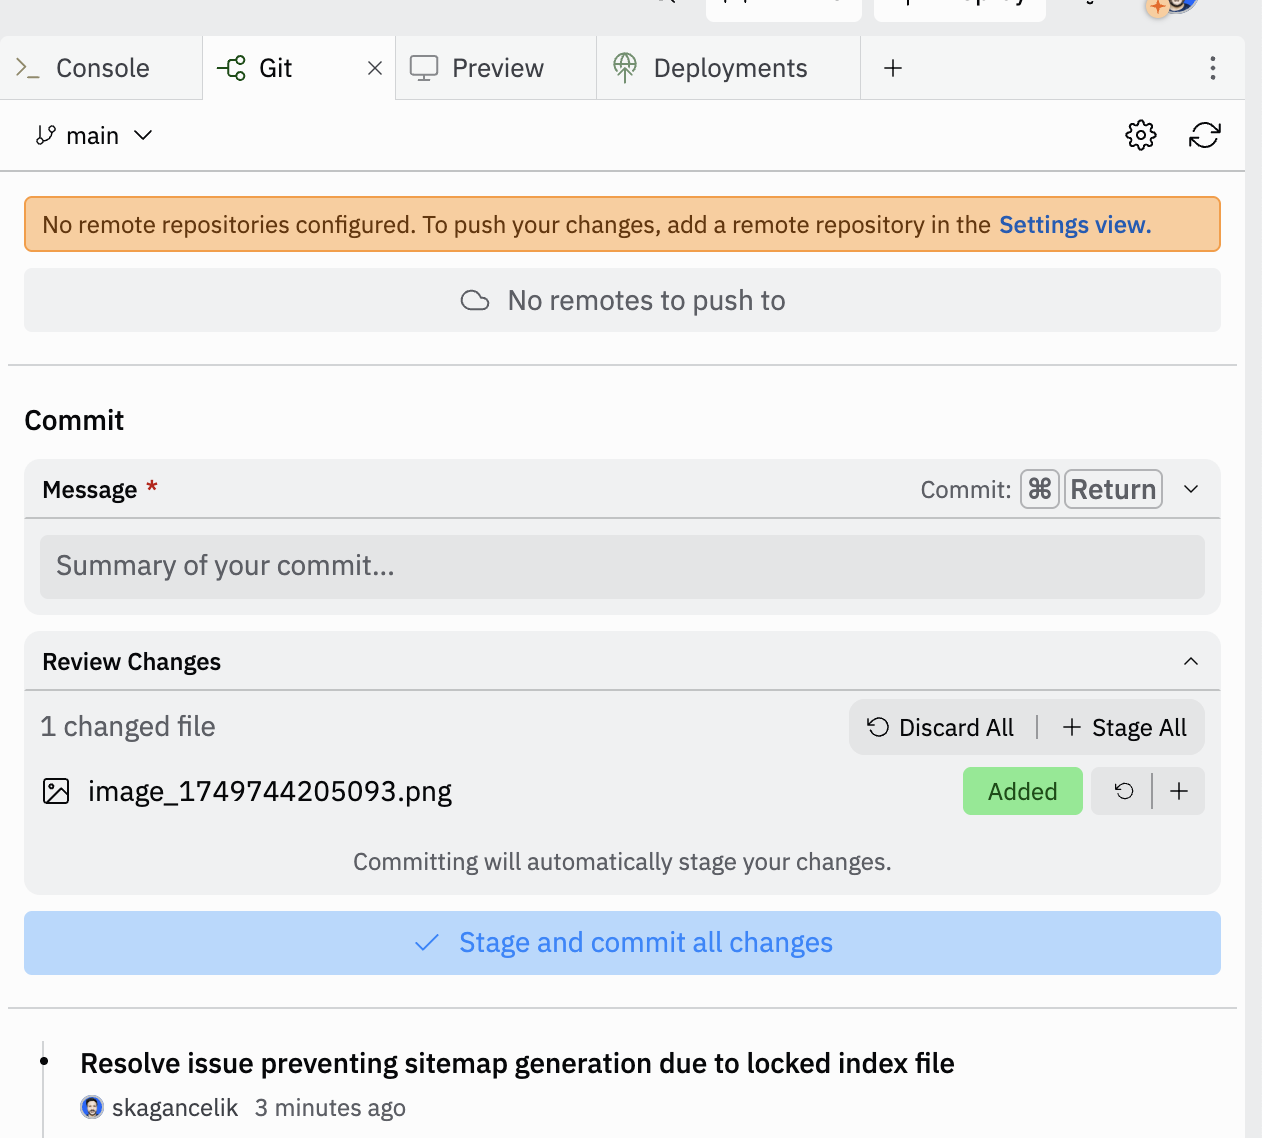 Console
Git
Preview
Deployments
main
No remote repositories configured. To push your changes, add a remote repository in the Settings view.
No remotes to push to
Commit
Message *
Commit: ⌘ Return
Summary of your commit...
Review Changes
1 changed file
Discard All
Stage All
image_1749744205093.png
Added
Committing will automatically stage your changes.
Stage and commit all changes
Resolve issue preventing sitemap generation due to locked index file
skagancelik 3 minutes ago